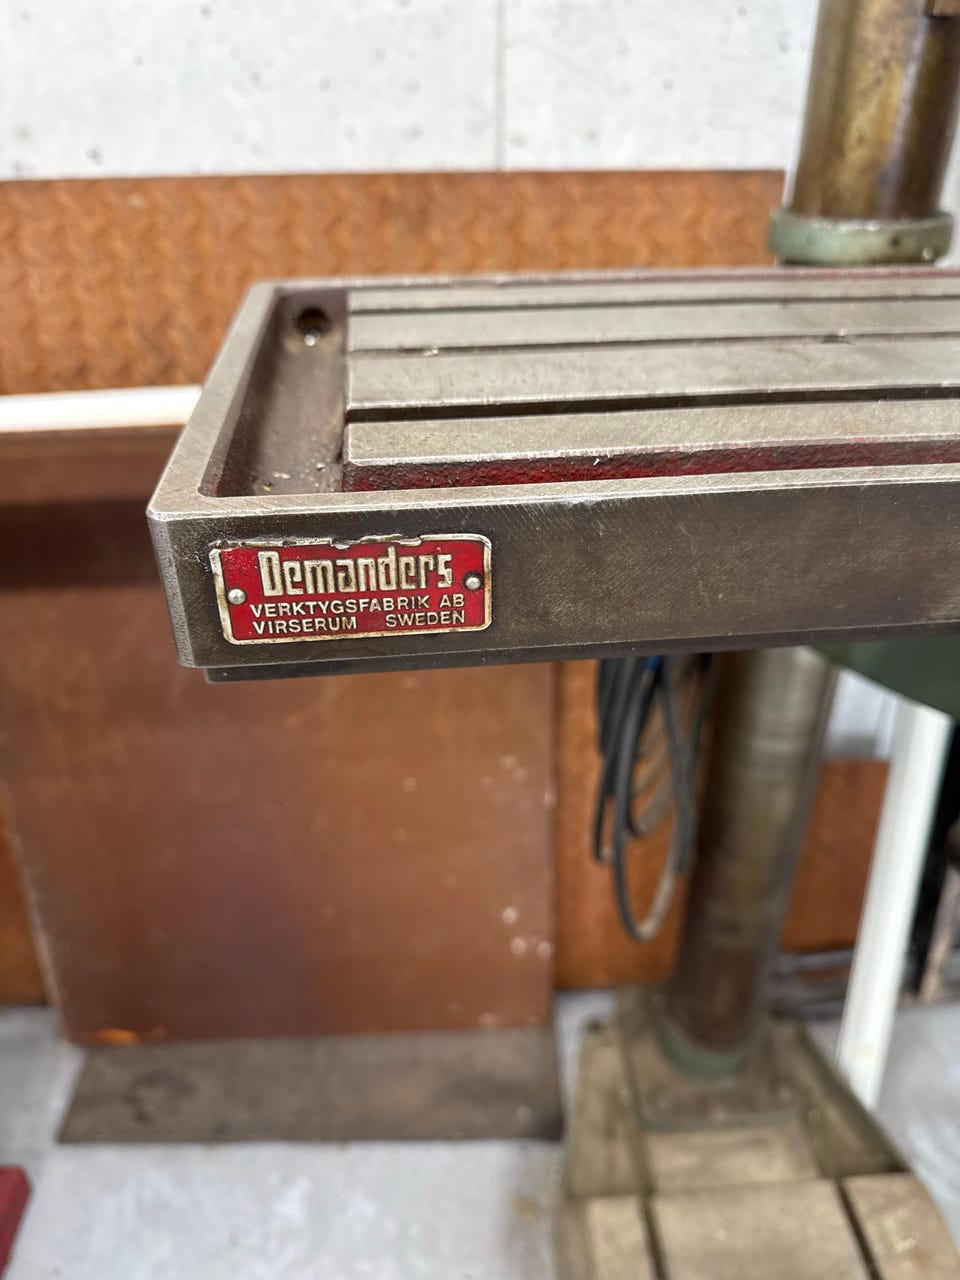 Demanders
VERKTYGSFABRIK AB
VIRSERUM SWEDEN